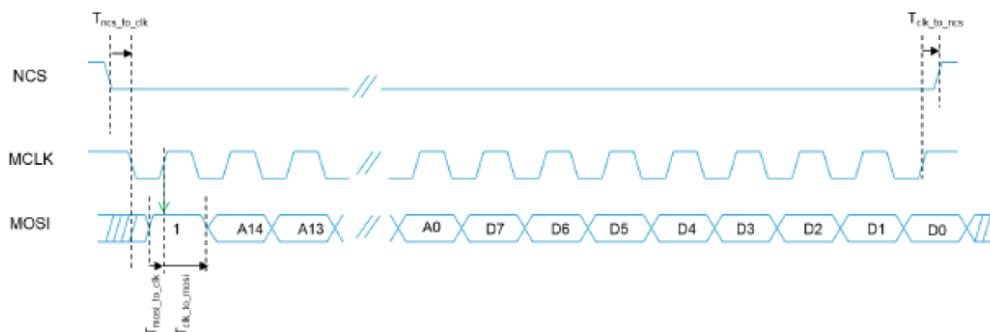 Tncs_to_clk
Tclk_to_ncs
NCS
MCLK
MOSI
1 A14 A13 A0 D7 D6 D5 D4 D3 D2 D1 D0
Tmosi_to_clk
Tclk_to_mosi